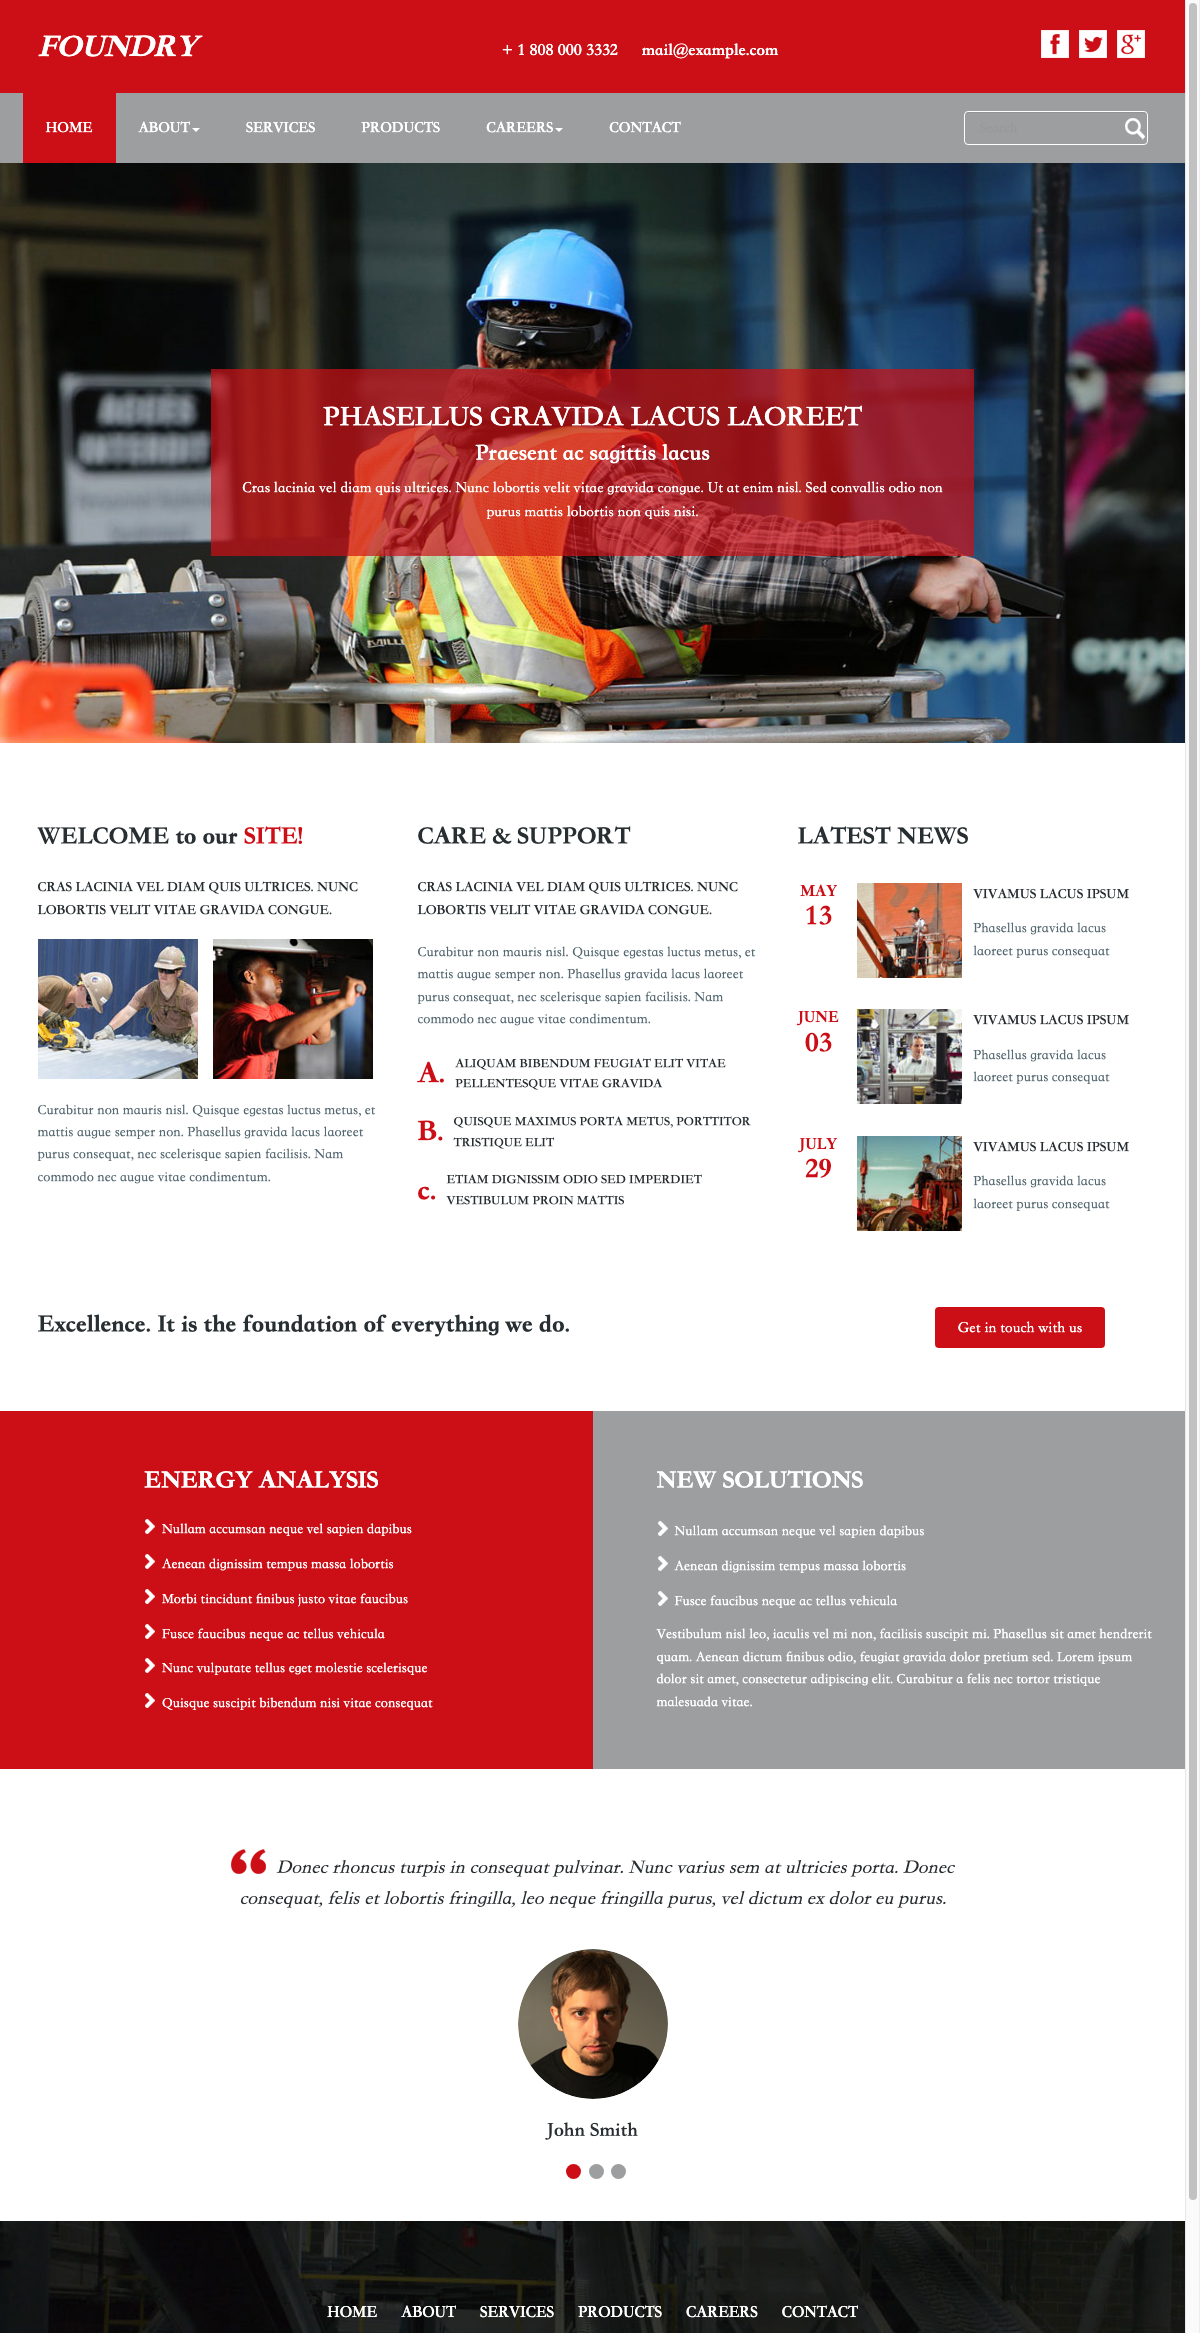 FOUNDRY
+ 1 808 000 3332 mail@example.com
HOME ABOUT SERVICES PRODUCTS CAREERS CONTACT
ACCES
INTERDIT
PHASELLUS GRAVIDA LACUS LAOREET
Praesent ac sagittis lacus
Cras lacinia vel diam quis ultrices. Nunc lobortis velit vitae gravida congue. Ut at enim nisl. Sed convallis odio non
purus mattis lobortis non quis nisi.
MILLER
sport expe
WELCOME to our SITE!
CRAS LACINIA VEL DIAM QUIS ULTRICES. NUNC
LOBORTIS VELIT VITAE GRAVIDA CONGUE.
Curabitur non mauris nisl. Quisque egestas luctus metus, et
mattis augue semper non. Phasellus gravida lacus laoreet
purus consequat, nec scelerisque sapien facilisis. Nam
commodo nec augue vitae condimentum.
CARE & SUPPORT
CRAS LACINIA VEL DIAM QUIS ULTRICES. NUNC
LOBORTIS VELIT VITAE GRAVIDA CONGUE.
Curabitur non mauris nisl. Quisque egestas luctus metus, et
mattis augue semper non. Phasellus gravida lacus laoreet
purus consequat, nec scelerisque sapien facilisis. Nam
commodo nec augue vitae condimentum.
A. ALIQUAM BIBENDUM FEUGIAT ELIT VITAE
PELLENTESQUE VITAE GRAVIDA
B. QUISQUE MAXIMUS PORTA METUS, PORTTITOR
TRISTIQUE ELIT
c. ETIAM DIGNISSIM ODIO SED IMPERDIET
VESTIBULUM PROIN MATTIS
LATEST NEWS
MAY
13
VIVAMUS LACUS IPSUM
Phasellus gravida lacus
laoreet purus consequat
JUNE
03
VIVAMUS LACUS IPSUM
Phasellus gravida lacus
laoreet purus consequat
JULY
29
VIVAMUS LACUS IPSUM
Phasellus gravida lacus
laoreet purus consequat
Excellence. It is the foundation of everything we do.
Get in touch with us
ENERGY ANALYSIS
Nullam accumsan neque vel sapien dapibus
Aenean dignissim tempus massa lobortis
Morbi tincidunt finibus justo vitae faucibus
Fusce faucibus neque ac tellus vehicula
Nunc vulputate tellus eget molestie scelerisque
Quisque suscipit bibendum nisi vitae consequat
NEW SOLUTIONS
Nullam accumsan neque vel sapien dapibus
Aenean dignissim tempus massa lobortis
Fusce faucibus neque ac tellus vehicula
Vestibulum nisl leo, iaculis vel mi non, facilisis suscipit mi. Phasellus sit amet hendrerit
quam. Aenean dictum finibus odio, feugiat gravida dolor pretium sed. Lorem ipsum
dolor sit amet, consectetur adipiscing elit. Curabitur a felis nec tortor tristique
malesuada vitae.
Donec rhoncus turpis in consequat pulvinar. Nunc varius sem at ultricies porta. Donec
consequat, felis et lobortis fringilla, leo neque fringilla purus, vel dictum ex dolor eu purus.
John Smith
HOME ABOUT SERVICES PRODUCTS CAREERS CONTACT